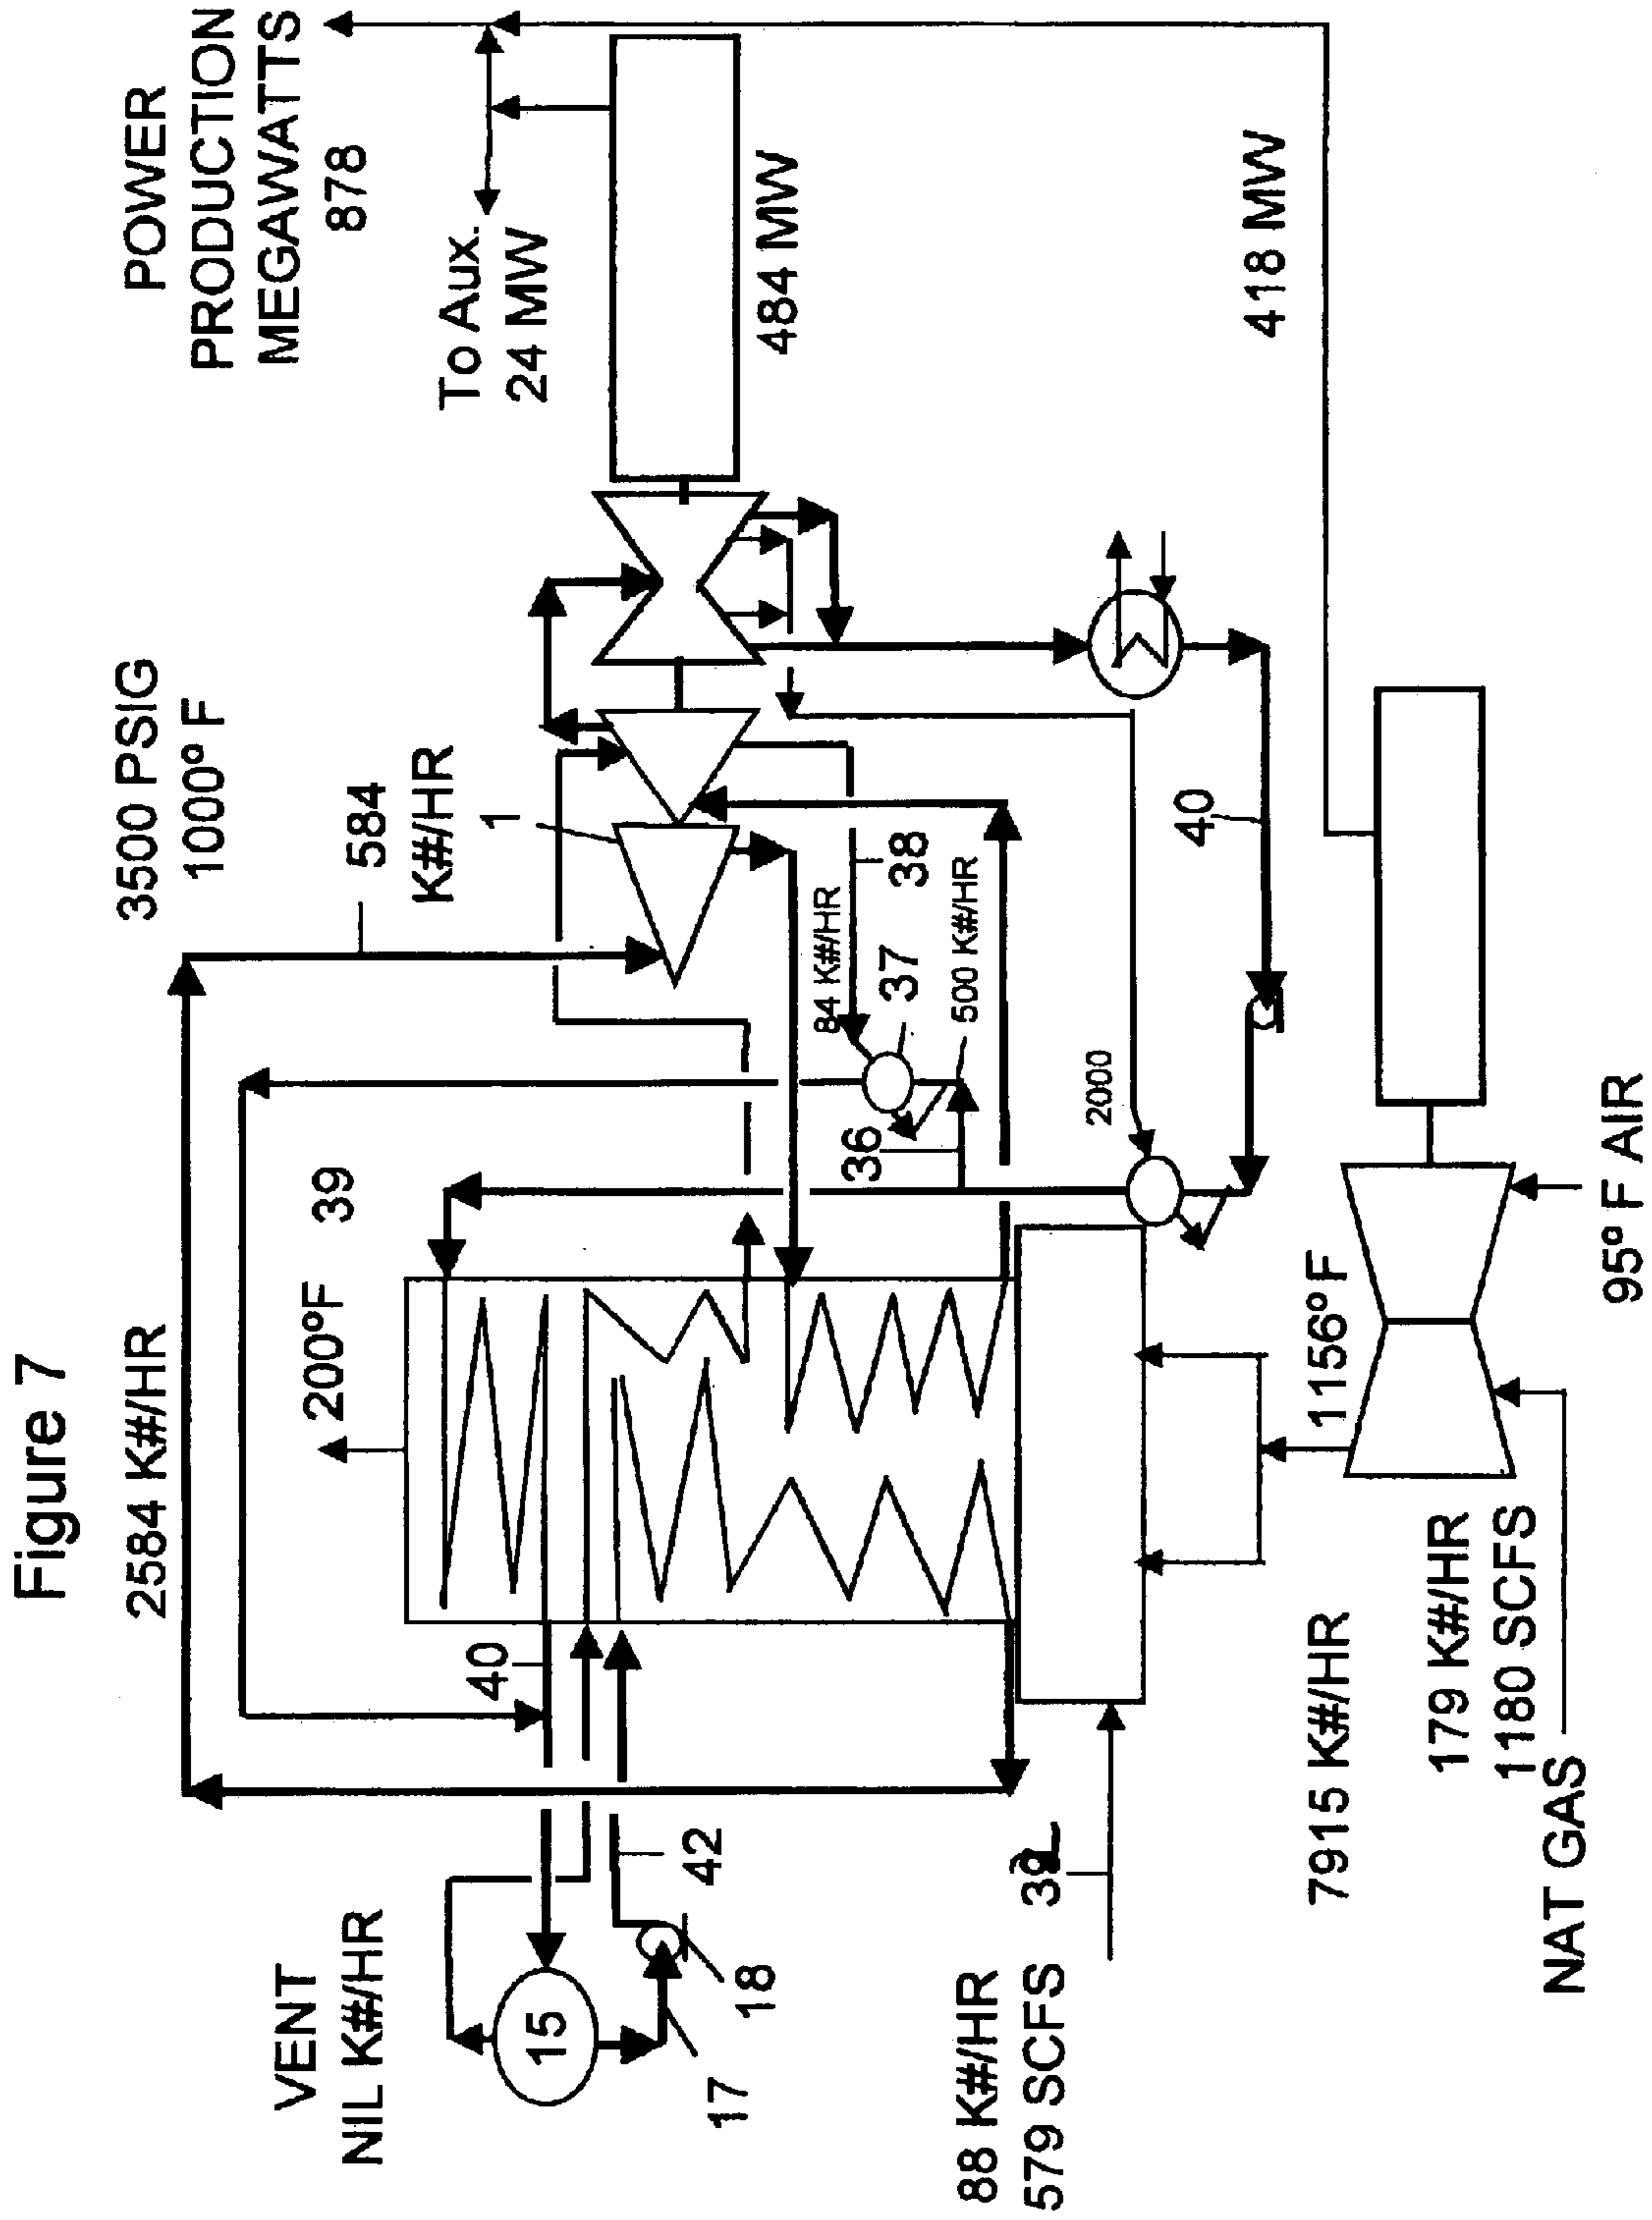 Figure 7
2584 K#/HR
3500 PSIG
1000° F
POWER
PRODUCTION
MEGAWATTS
878
VENT
NIL K#/HR
200°F
39
584
K#/HR
To Aux.
24 MW
40
1
15
17
18
42
484 MW
84 K#/HR
38
37
36
500 K#/HR
2000
40
418 MW
88 K#/HR
579 SCFS
7915 K#/HR
1156° F
179 K#/HR
1180 SCFS
NAT GAS
95° F AIR